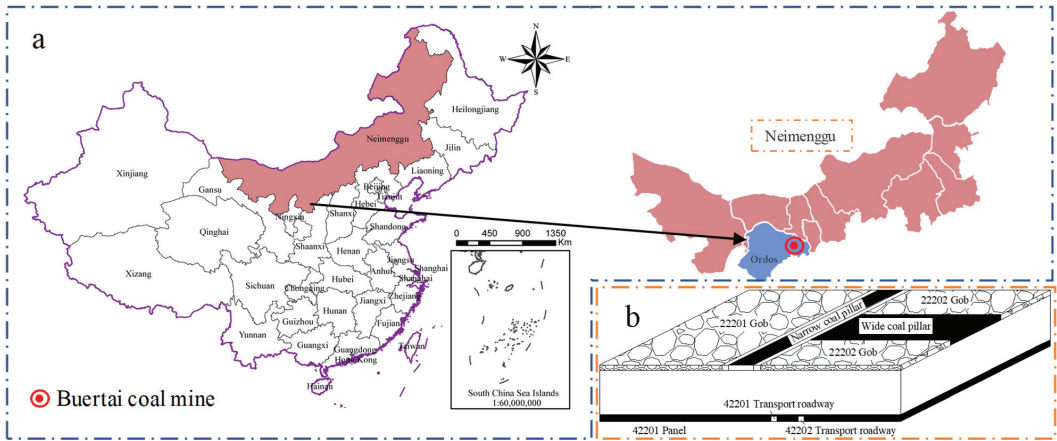 a
N
W
E
S
Heilongjiang
Neimenggu
Jilin
Liaoning
Xinjiang
Gansu
Beijing
Tianjin
Hebei
Ningxia
Shanxi
Shandong
Qinghai
Shaanxi
Henan
Jiangsu
Xizang
Anhui
Shanghai
Shanghai
Sichuan
Chongqing
Hubei
Zhejiang
Hunan
Jiangxi
Guizhou
Fujian
Yunnan
Guangxi
Guangdong
Hong Kong
Taiwan
Hainan
0 450 900 1350
Km
South China Sea Islands
1:60,000,000
Buertai coal mine
Neimenggu
Ordos
b
22201 Gob
Narrow coal pillar
22202 Gob
Wide coal pillar
22202 Gob
42201 Transport roadway
42201 Panel
42202 Transport roadway